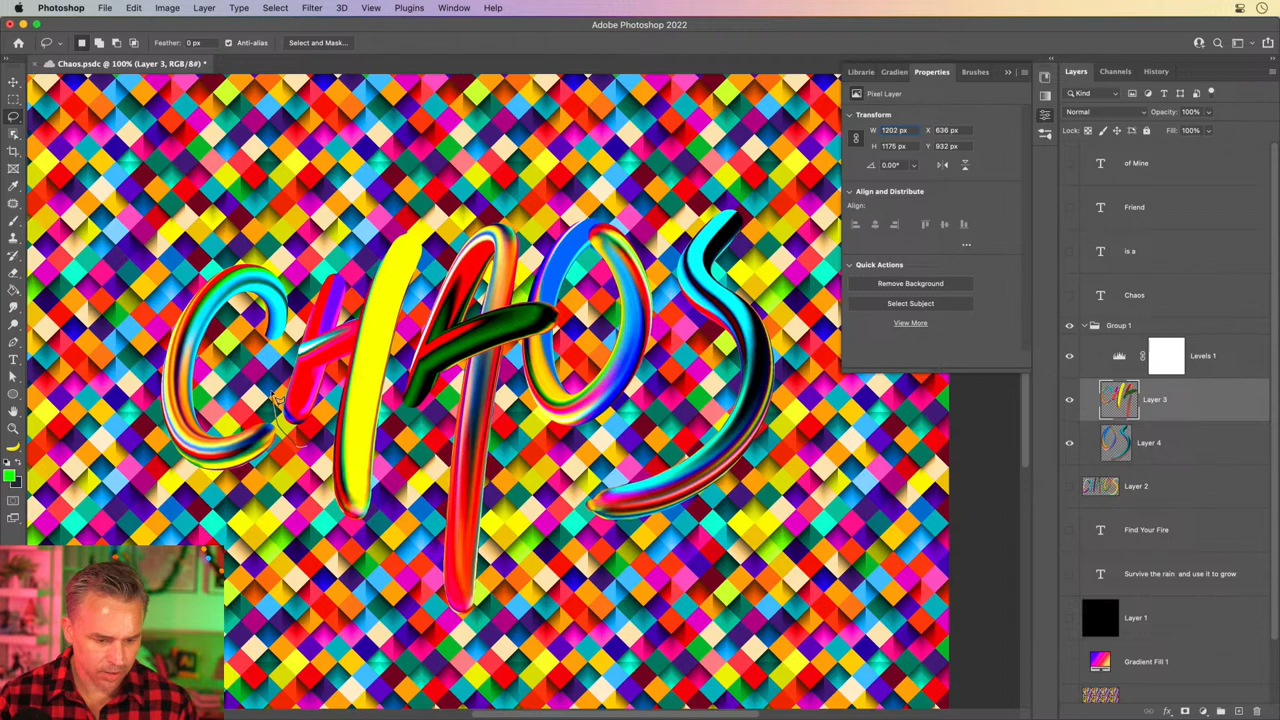 Photoshop File Edit Image Layer Type Select Filter 3D View Plugins Window Help
Adobe Photoshop 2022
Feather: 0 px Anti-alias Select and Mask...
Chaos.psdc @ 100% (Layer 3, RGB/8#) *
Librarie Gradien Properties Brushes
Pixel Layer
Transform
W 1202 px X 636 px
H 1175 px Y 932 px
0.00°
Align and Distribute
Align:
Quick Actions
Remove Background
Select Subject
View More
Layers Channels History
Kind
Normal Opacity: 100%
Lock: Fill: 100%
T of Mine
T Friend
T is a
T Chaos
Group 1
Levels 1
Layer 3
Layer 4
Layer 2
T Find Your Fire
T Survive the rain and use it to grow
Layer 1
Gradient Fill 1
fx
CHAOS